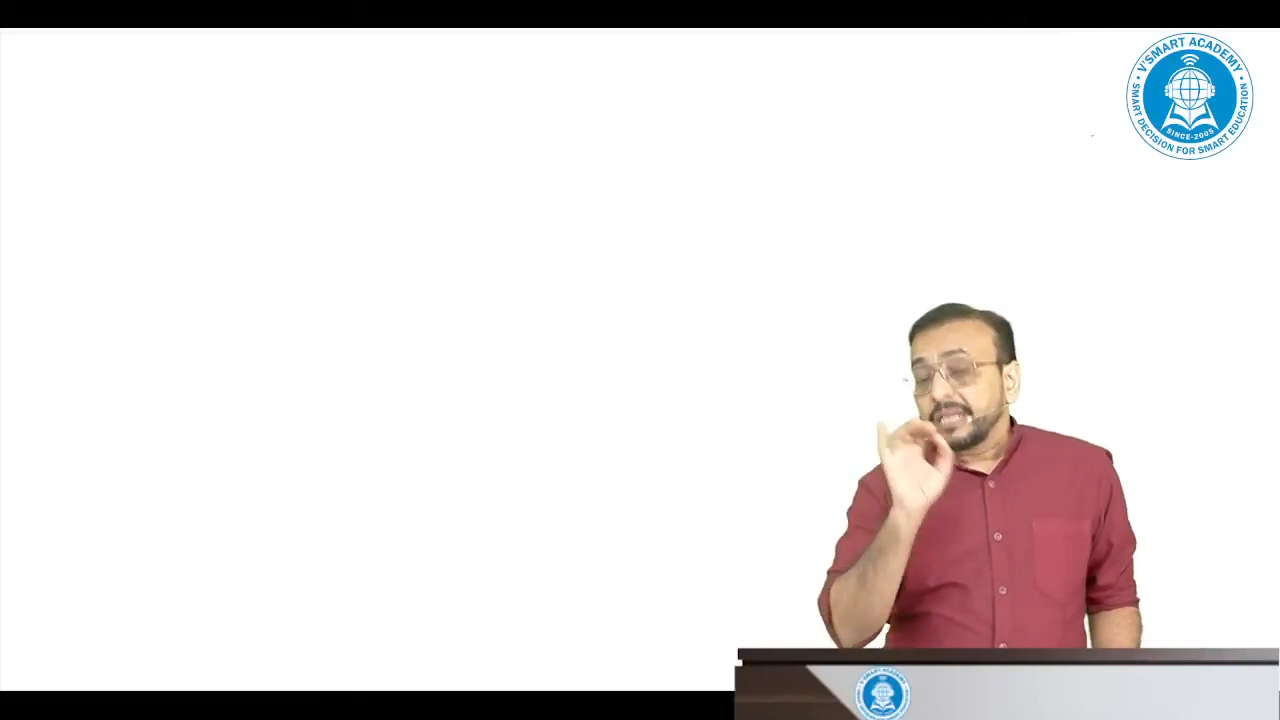 V'SMART ACADEMY
SINCE-2005
SMART DECISION FOR SMART EDUCATION